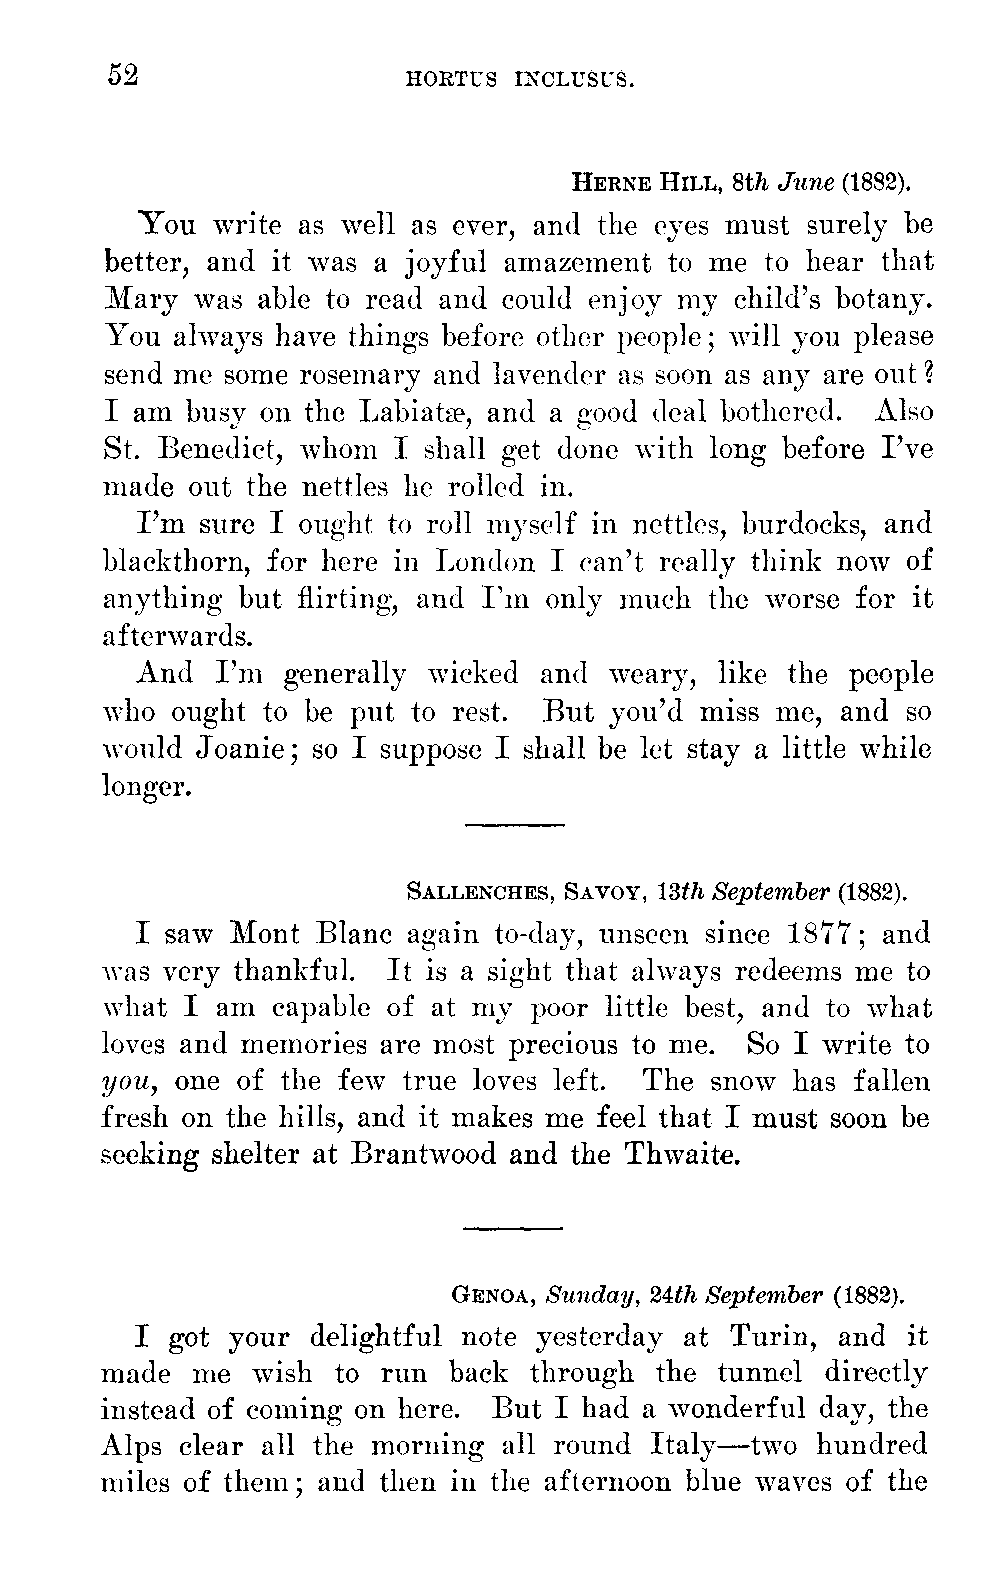 52
HORTUS INCLUSUS.
HERNE HILL, 8th June (1882).
You write as well as ever, and the eyes must surely be
better, and it was a joyful amazement to me to hear that
Mary was able to read and could enjoy my child's botany.
You always have things before other people; will you please
send me some rosemary and lavender as soon as any are out?
I am busy on the Labiatæ, and a good deal bothered. Also
St. Benedict, whom I shall get done with long before I've
made out the nettles he rolled in.
I'm sure I ought to roll myself in nettles, burdocks, and
blackthorn, for here in London I can't really think now of
anything but flirting, and I'm only much the worse for it
afterwards.
And I'm generally wicked and weary, like the people
who ought to be put to rest. But you'd miss me, and so
would Joanie; so I suppose I shall be let stay a little while
longer.
SALLENCHES, SAVOY, 13th September (1882).
I saw Mont Blanc again to-day, unseen since 1877; and
was very thankful. It is a sight that always redeems me to
what I am capable of at my poor little best, and to what
loves and memories are most precious to me. So I write to
you, one of the few true loves left. The snow has fallen
fresh on the hills, and it makes me feel that I must soon be
seeking shelter at Brantwood and the Thwaite.
GENOA, Sunday, 24th September (1882).
I got your delightful note yesterday at Turin, and it
made me wish to run back through the tunnel directly
instead of coming on here. But I had a wonderful day, the
Alps clear all the morning all round Italy—two hundred
miles of them; and then in the afternoon blue waves of the